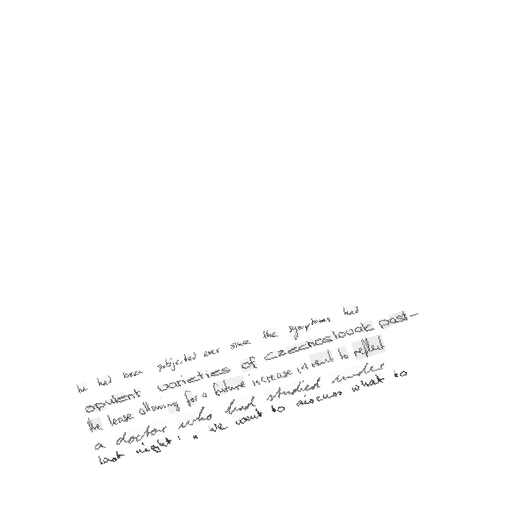 he had been subjected ever since the symptoms had
opulent varieties of Czechoslovak past-
the lease allowing for a future increase, it went to reflect
a doctor who had studied under
last night: " We want to discuss what to